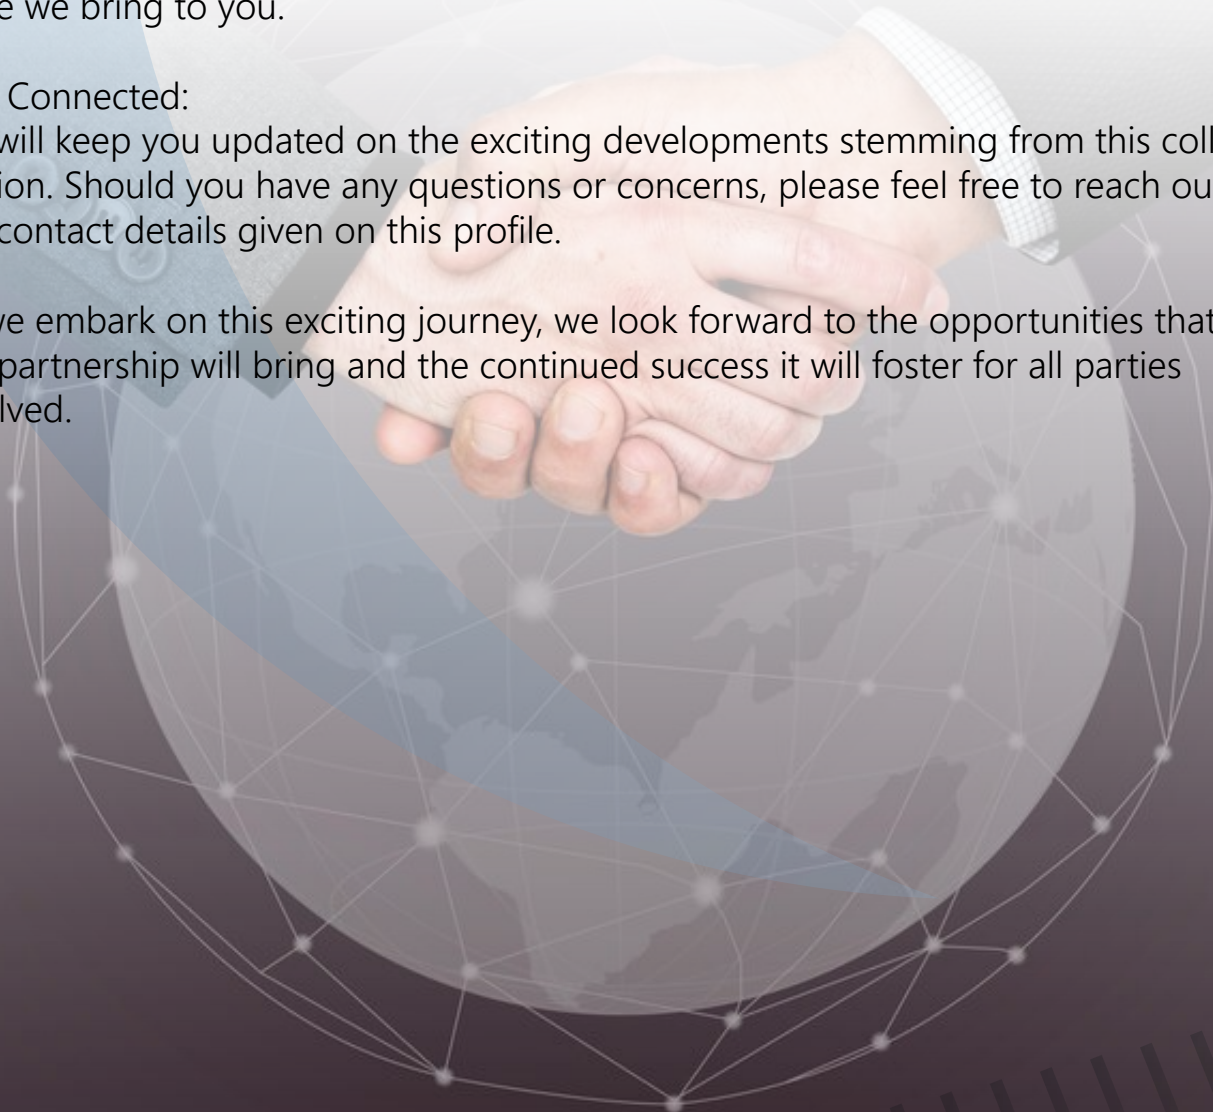 e we bring to you.
Connected:
will keep you updated on the exciting developments stemming from this coll
ion. Should you have any questions or concerns, please feel free to reach ou
contact details given on this profile.
we embark on this exciting journey, we look forward to the opportunities that
partnership will bring and the continued success it will foster for all parties
lved.